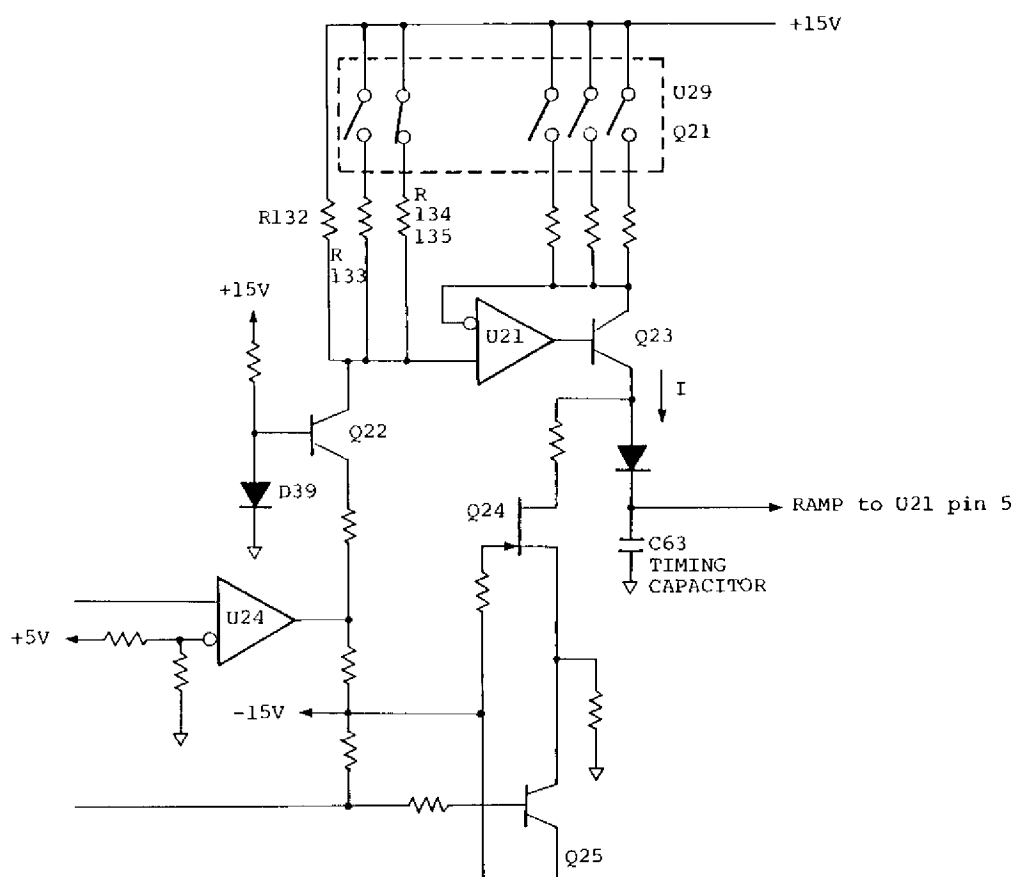 +15V
U29
Q21
R132
R
134
135
R
133
+15V
U21
Q23
I
Q22
D39
Q24
RAMP to U21 pin 5
C63
TIMING
CAPACITOR
U24
+5V
-15V
Q25